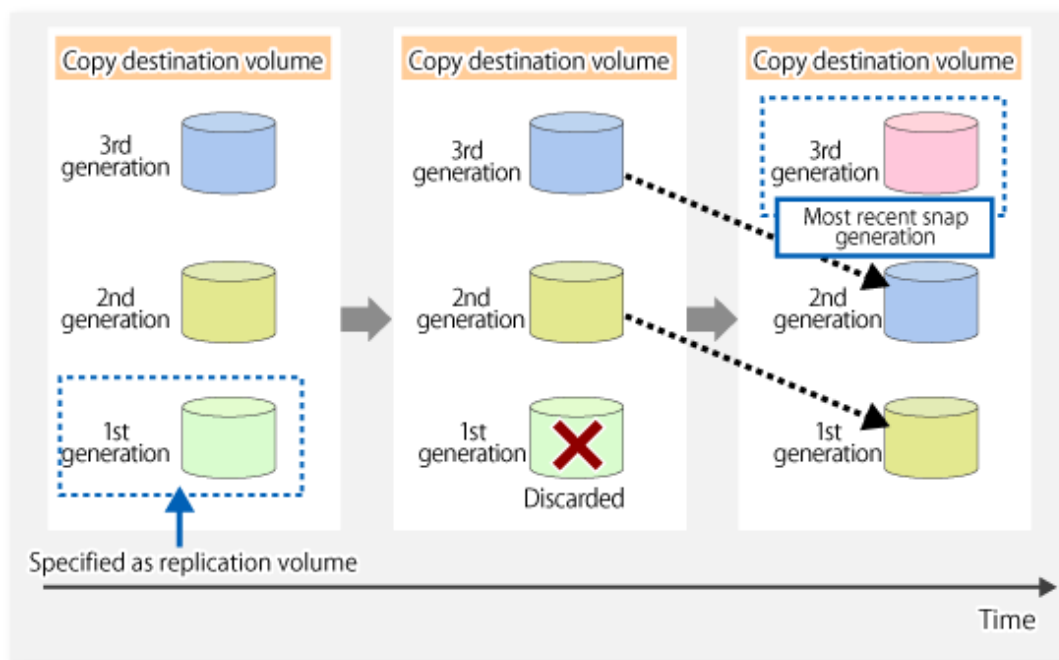 Copy destination volume
3rd
generation
2nd
generation
1st
generation
Specified as replication volume
Copy destination volume
3rd
generation
2nd
generation
1st
generation
Discarded
Copy destination volume
3rd
generation
Most recent snap
generation
2nd
generation
1st
generation
Time